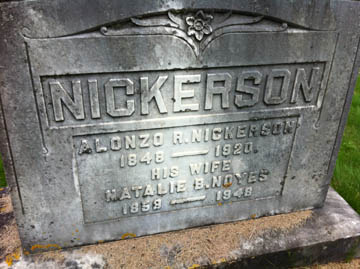 NICKERSON
ALONZO R. NICKERSON
1848 — 1920.
HIS WIFE
NATALIE B. NOYES
1859 — 1948